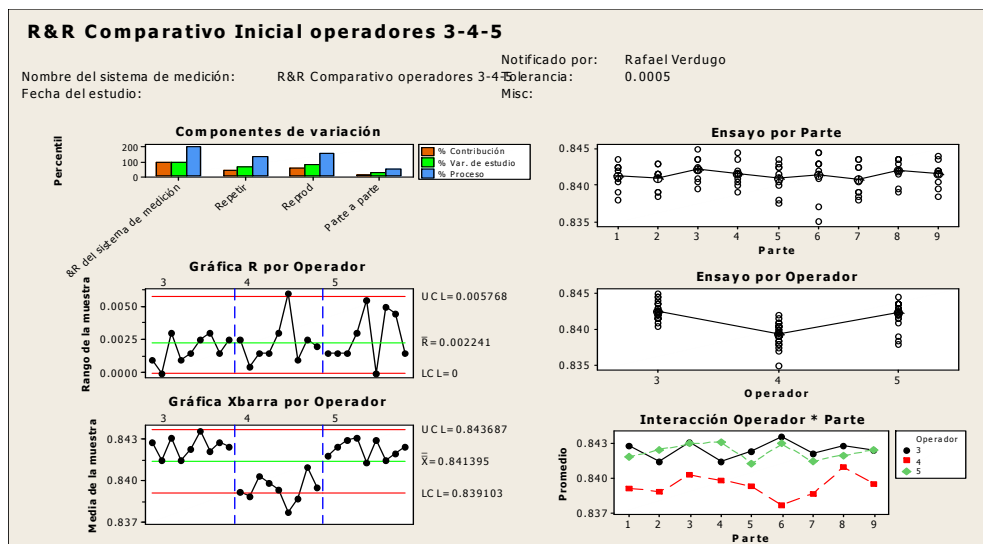 R&R Comparativo Inicial operadores 3-4-5
Notificado por: Rafael Verdugo
Nombre del sistema de medición: R&R Comparativo operadores 3-4-5
Tolerancia: 0.0005
Fecha del estudio:
Misc:
Componentes de variación
Percentil
200
100
0
&R del sistema de medición
Repetir
Reprod
Parte a parte
% Contribución
% Var. de estudio
% Proceso
Ensayo por Parte
0.845
0.840
0.835
1 2 3 4 5 6 7 8 9
Parte
Gráfica R por Operador
Rango de la muestra
3 4 5
0.0050
0.0025
0.0000
UCL=0.005768
R=0.002241
LCL=0
Ensayo por Operador
0.845
0.840
0.835
3 4 5
Operador
Gráfica Xbarra por Operador
Media de la muestra
3 4 5
0.843
0.840
0.837
UCL=0.843687
X=0.841395
LCL=0.839103
Interacción Operador * Parte
Promedio
0.843
0.840
0.837
1 2 3 4 5 6 7 8 9
Parte
Operador
3
4
5